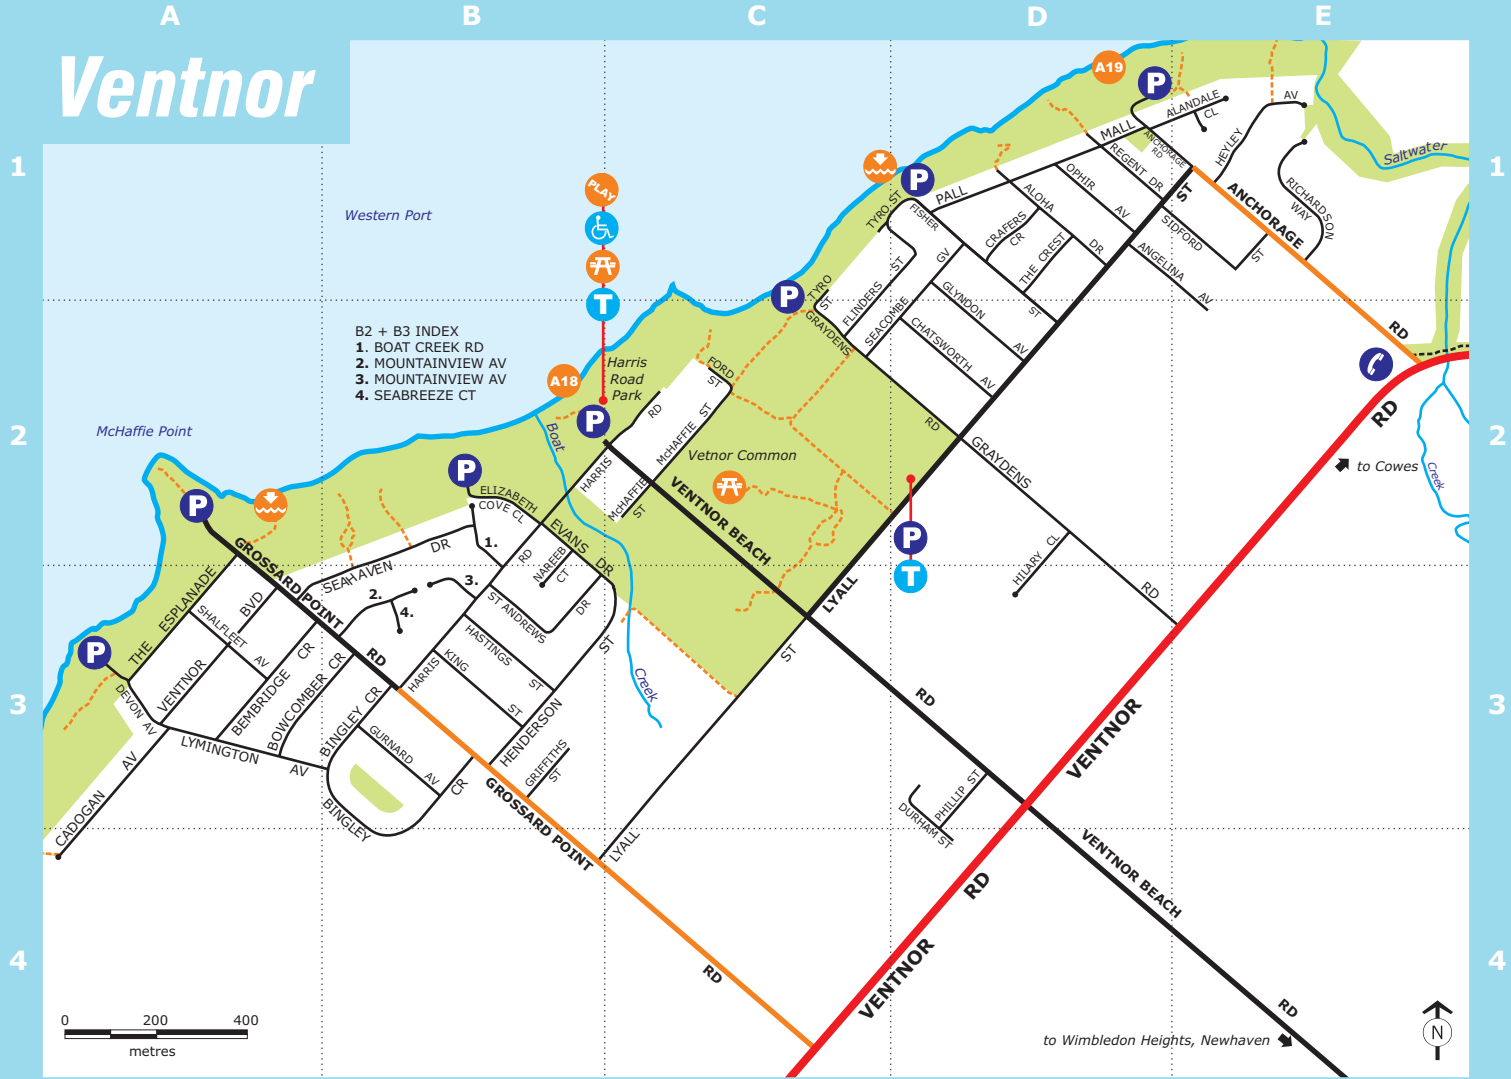 A
B
C
D
E
Ventnor
1
1
2
2
3
3
4
4
Western Port
McHaffie Point
B2 + B3 INDEX
1. BOAT CREEK RD
2. MOUNTAINVIEW AV
3. MOUNTAINVIEW AV
4. SEABREEZE CT
PLAY
T
A18
P
Harris
Road
Park
Boat
Creek
A19
P
ALANDALE
CL
AV
HEYLEY
MALL
PALL
ANCHORAGE
RD
REGENT DR
ST
ANCHORAGE
RD
RICHARDSON
WAY
Saltwater
Creek
P
TYRO ST
FISHER
ST
OPHIR
AV
ALOHA
DR
CRAFERS
CR
THE CREST
SIDFORD
ST
ANGELINA
AV
P
TYRO
ST
FLINDERS
ST
SEACOMBE
GV
GLYNDON
AV
CHATSWORTH
AV
GRAYDENS
RD
GRAYDENS
RD
HILARY CL
FORD
ST
RD
HARRIS
McHAFFIE ST
McHAFFIE
ST
Vetnor Common
VENTNOR BEACH
RD
VENTNOR BEACH
RD
P
T
LYALL
ST
LYALL
to Cowes
RD
VENTNOR
RD
VENTNOR
P
ELIZABETH
COVE CL
EVANS DR
1.
2.
3.
4.
SEAHAVEN
DR
RD
NAREEB
CT
ST ANDREWS
DR
HASTINGS
ST
KING
ST
HARRIS
HENDERSON
ST
GRIFFITHS
ST
P
GROSSARD POINT
RD
GROSSARD POINT
RD
THE ESPLANADE
P
DEVON AV
SHALFLEET
AV
VENTNOR
BVD
BEMBRIDGE
CR
BOWCOMBER CR
BINGLEY CR
GURNARD
AV
BINGLEY
CR
LYMINGTON
AV
CADOGAN
AV
PHILLIP ST
DURHAM ST
0 200 400
metres
to Wimbledon Heights, Newhaven
N